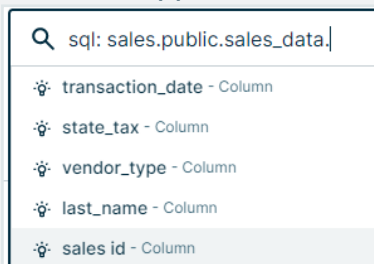 sql: sales.public.sales_data.
transaction_date - Column
state_tax - Column
vendor_type - Column
last_name - Column
sales id - Column